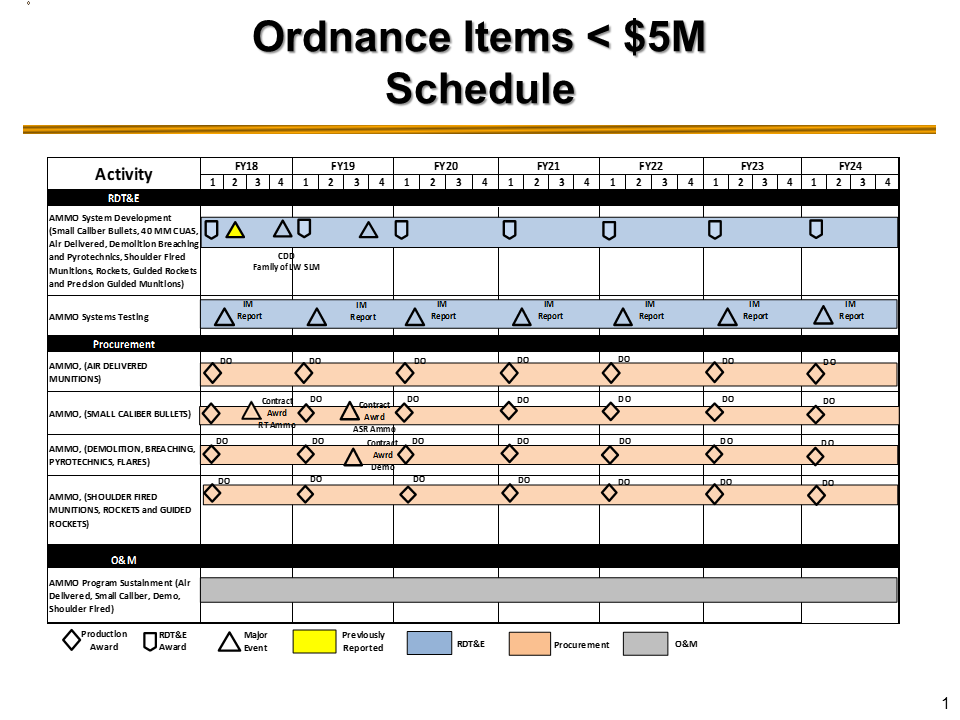 Ordnance Items < $5M
Schedule
Activity
FY18 FY19 FY20 FY21 FY22 FY23 FY24
1 2 3 4 1 2 3 4 1 2 3 4 1 2 3 4 1 2 3 4 1 2 3 4 1 2 3 4
RDT&E
AMMO System Development
(Small Caliber Bullets, 40 MM CUAS,
Air Delivered, Demolition Breaching
and Pyrotechnics, Shoulder Fired
Munitions, Rockets, Guided Rockets
and Precision Guided Munitions)
CDD
Family of LW SLM
AMMO Systems Testing
IM IM IM IM IM IM IM
Report Report Report Report Report Report Report
Procurement
AMMO, (AIR DELIVERED
MUNITIONS)
DO DO DO DO DO DO DO
AMMO, (SMALL CALIBER BULLETS)
Contract
Awrd
RT Ammo
DO
Contract
Awrd
ASR Ammo
DO DO DO DO DO
AMMO, (DEMOLITION, BREACHING,
PYROTECHNICS, FLARES)
DO DO
Contract
Awrd
Demo
DO DO DO DO DO
AMMO, (SHOULDER FIRED
MUNITIONS, ROCKETS and GUIDED
ROCKETS)
DO DO DO DO DO DO DO
O&M
AMMO Program Sustainment (Air
Delivered, Small Caliber, Demo,
Shoulder Fired)
Production
Award
RDT&E
Award
Major
Event
Previously
Reported
RDT&E
Procurement
O&M
1